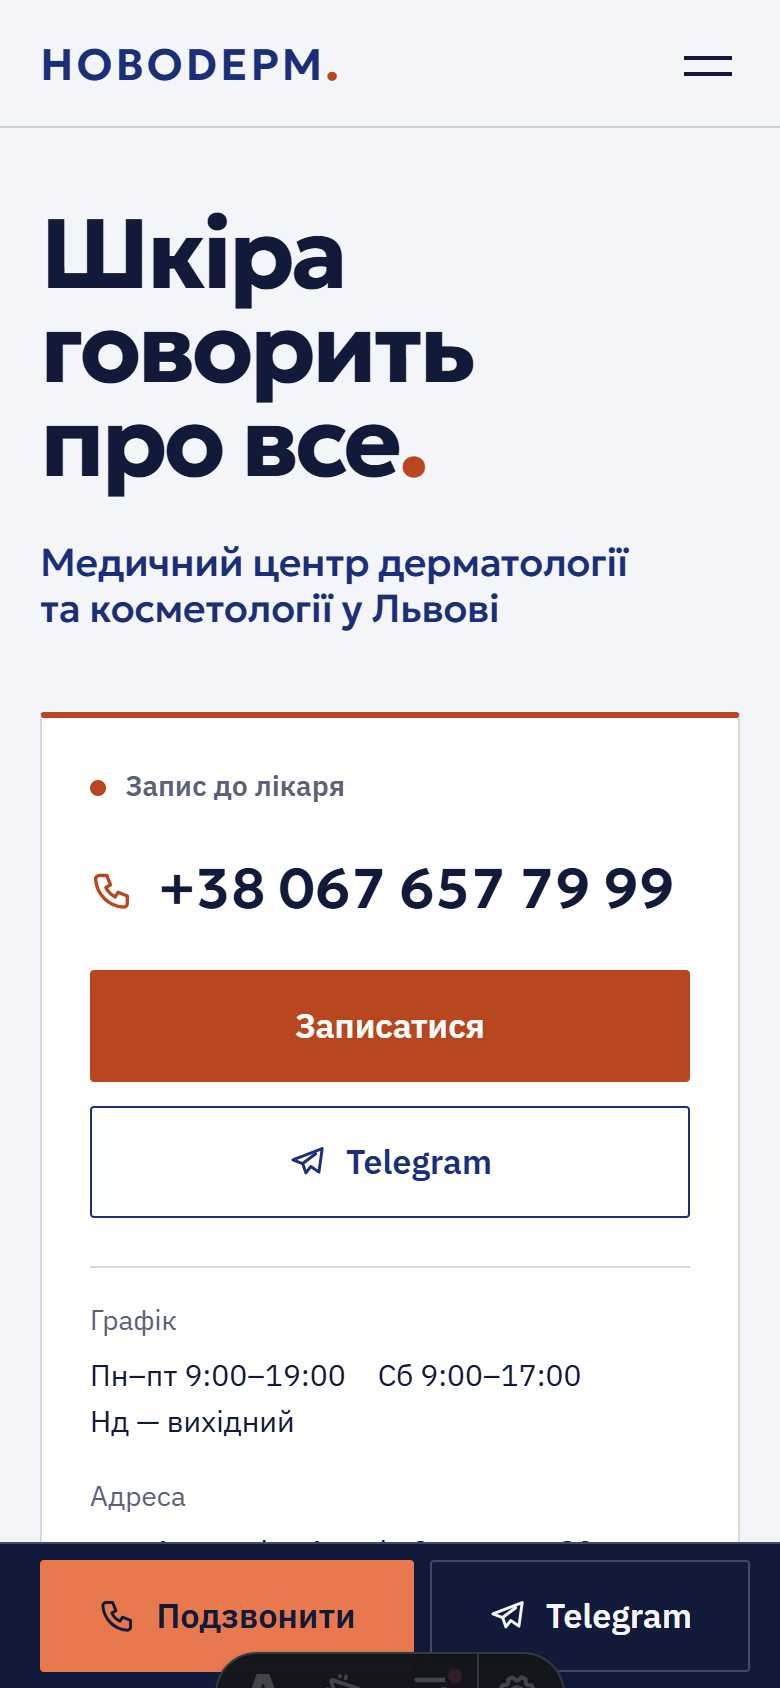 НОВОDЕРМ.
Шкіра
говорить
про все.
Медичний центр дерматології
та косметології у Львові
Запис до лікаря
+38 067 657 79 99
Записатися
Telegram
Графік
Пн–пт 9:00–19:00 Сб 9:00–17:00
Нд — вихідний
Адреса
Подзвонити
Telegram